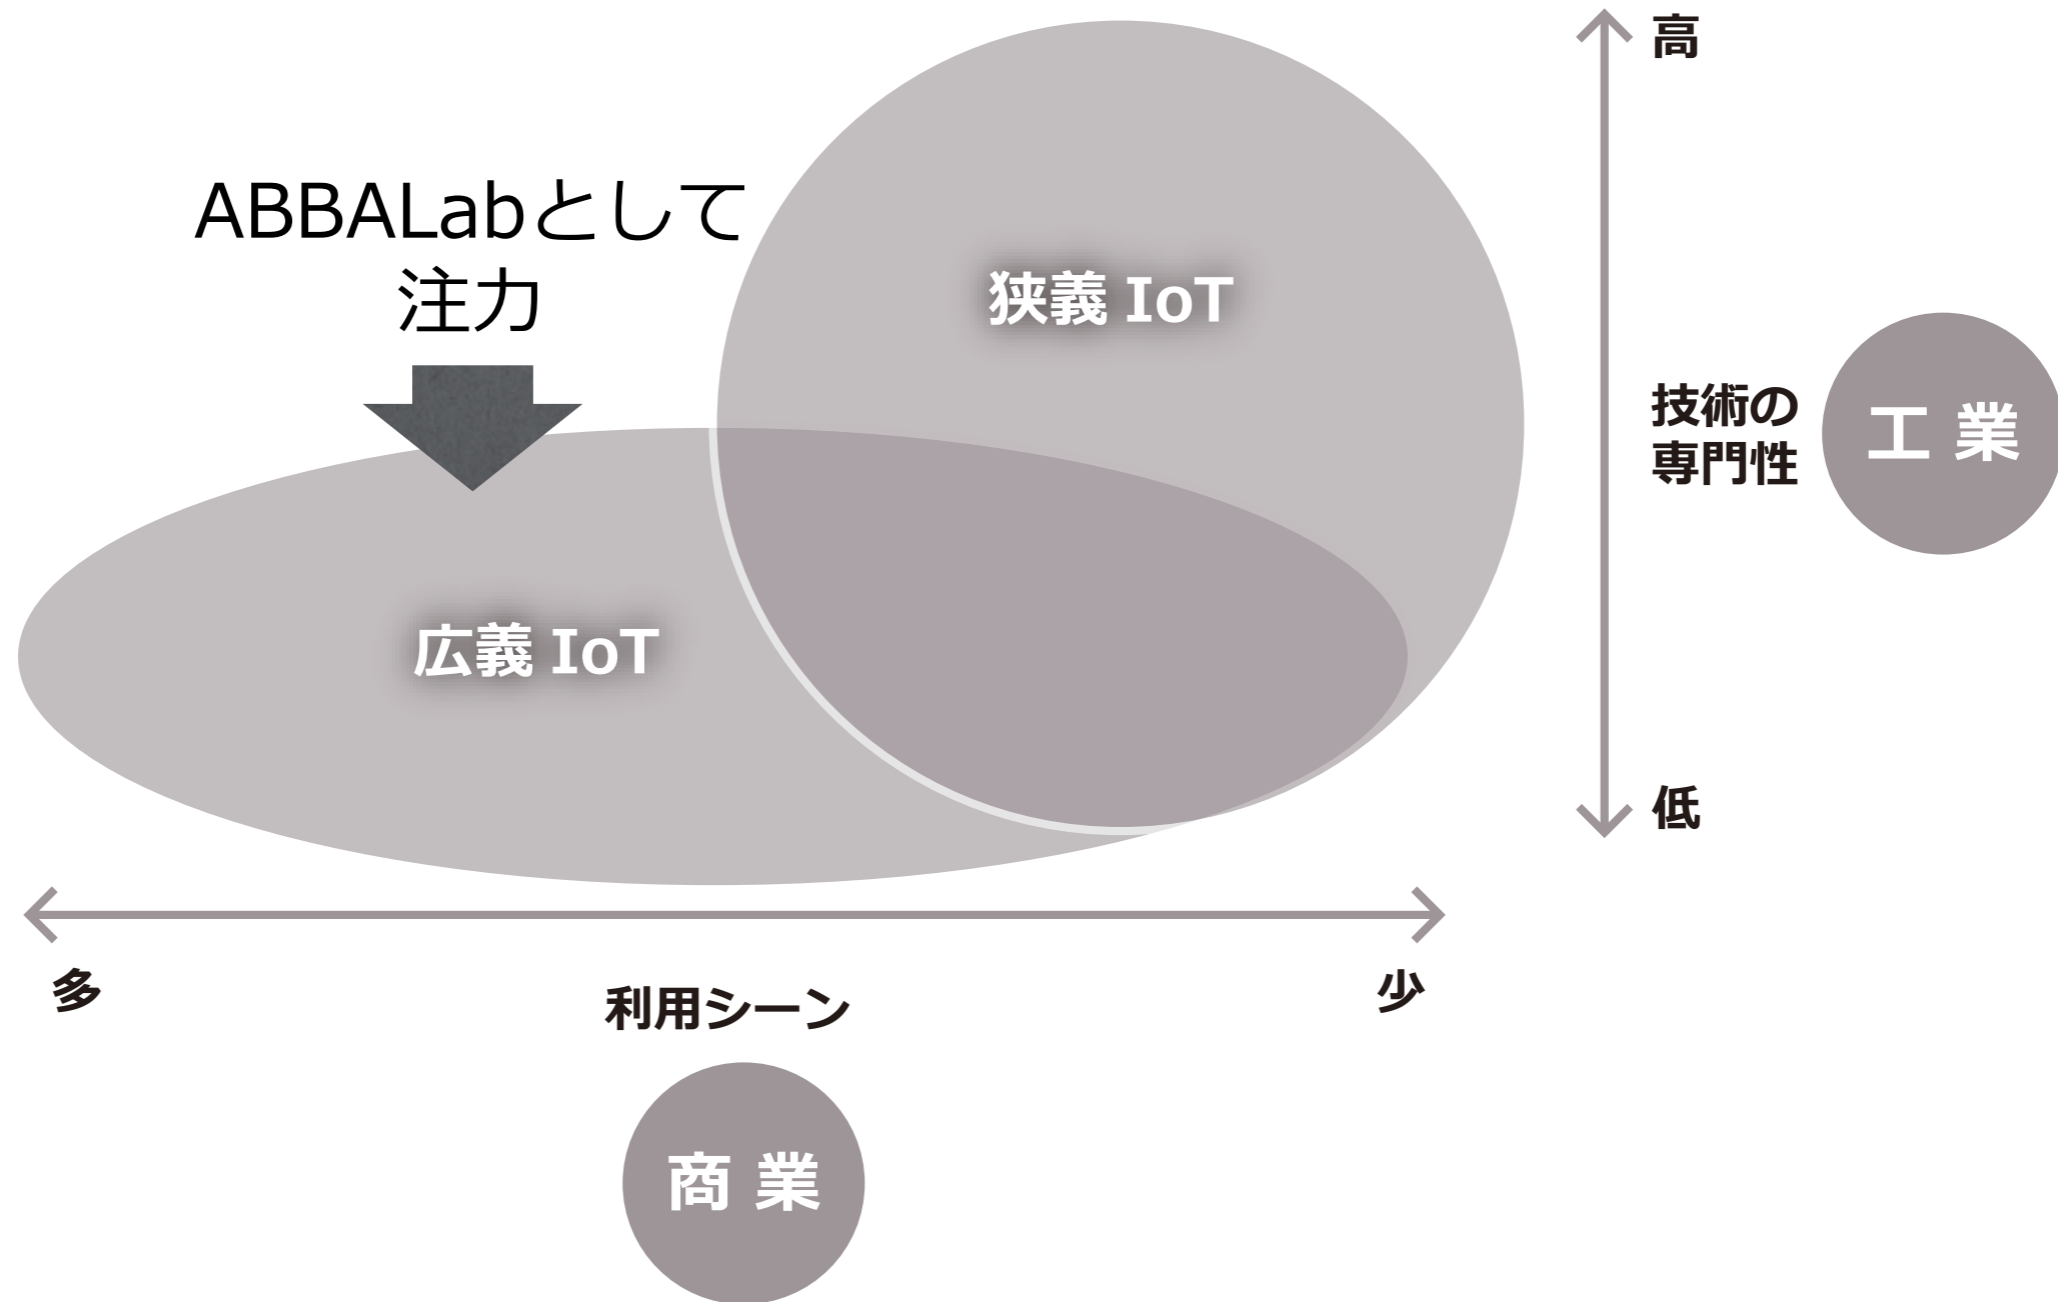 高
ABBALabとして
注力
狭義 IoT
技術の
専門性
工 業
広義 IoT
低
多
利用シーン
少
商 業